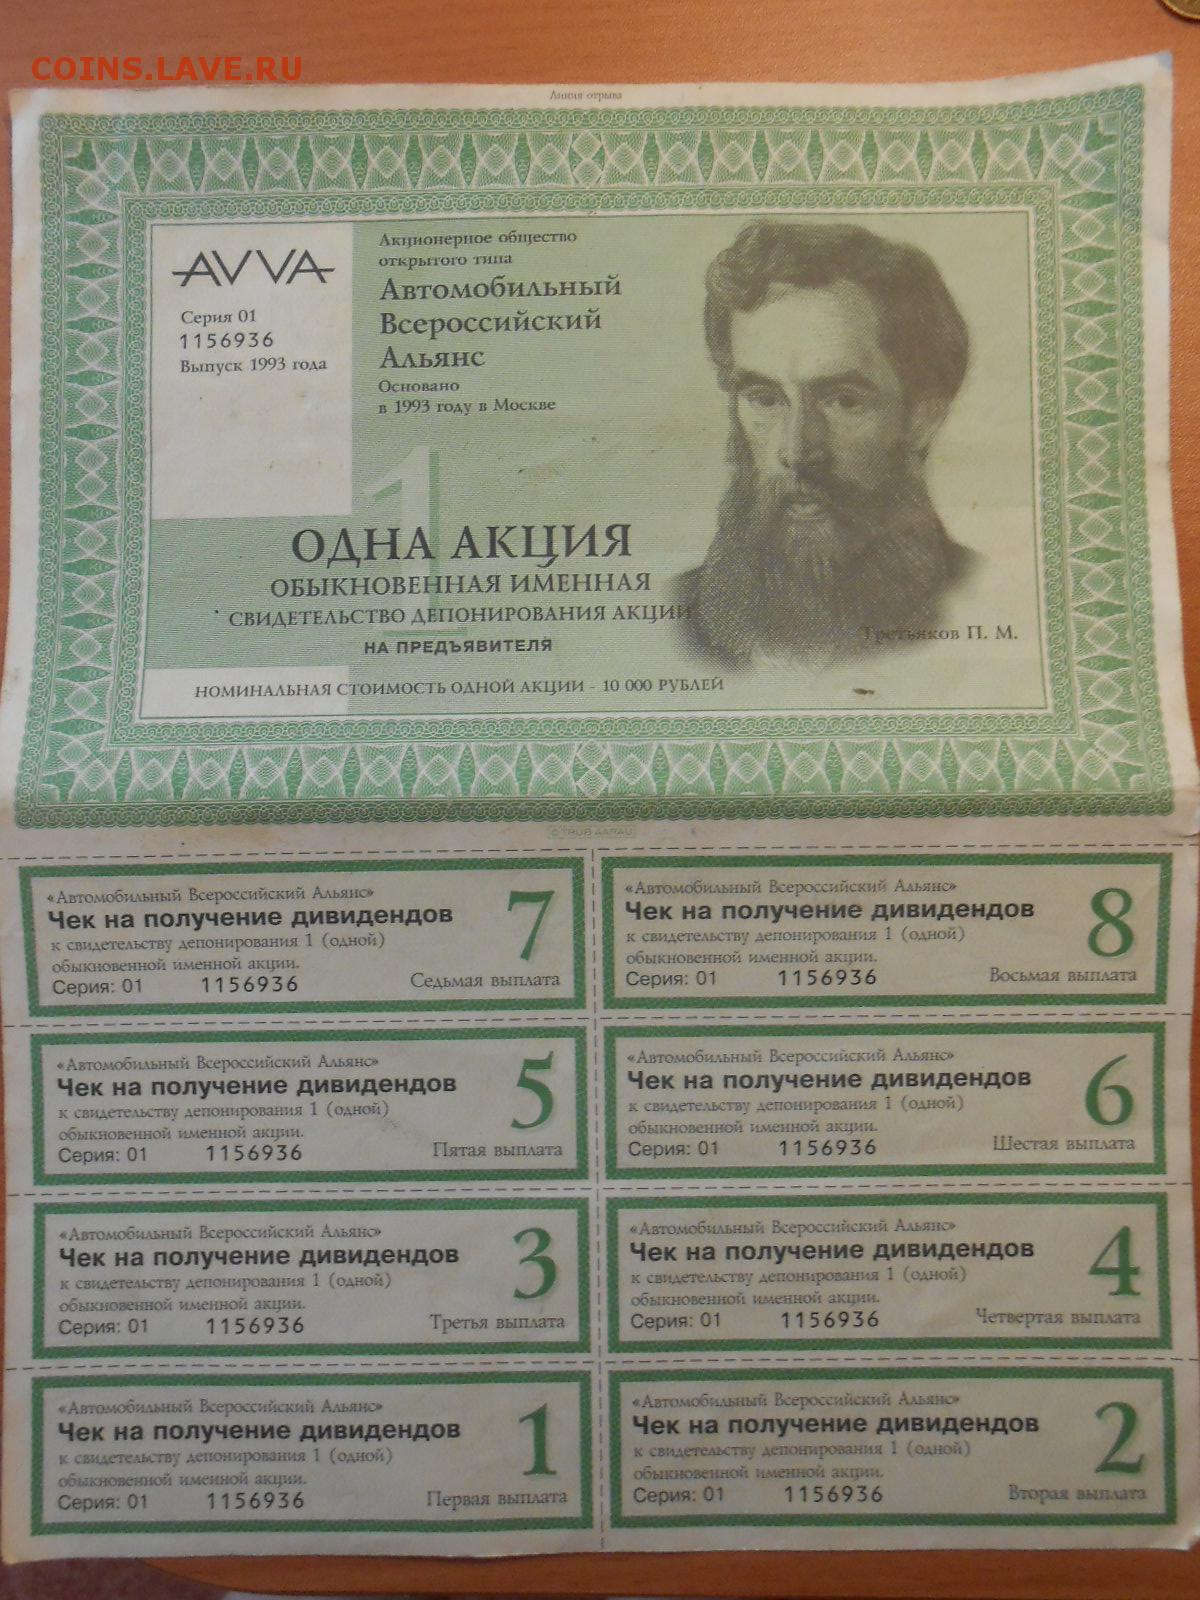 COINS.LAVE.RU
Линия отрыва
AVVA
Серия 01
1156936
Выпуск 1993 года
Акционерное общество
открытого типа
Автомобильный
Всероссийский
Альянс
Основано
в 1993 году в Москве
1
ОДНА АКЦИЯ
ОБЫКНОВЕННАЯ ИМЕННАЯ
СВИДЕТЕЛЬСТВО ДЕПОНИРОВАНИЯ АКЦИИ
НА ПРЕДЪЯВИТЕЛЯ
Третьяков П. М.
НОМИНАЛЬНАЯ СТОИМОСТЬ ОДНОЙ АКЦИИ - 10 000 РУБЛЕЙ
© TRUB AARAU
«Автомобильный Всероссийский Альянс»
Чек на получение дивидендов
к свидетельству депонирования 1 (одной)
обыкновенной именной акции.
Серия: 01 1156936
7
Седьмая выплата
«Автомобильный Всероссийский Альянс»
Чек на получение дивидендов
к свидетельству депонирования 1 (одной)
обыкновенной именной акции.
Серия: 01 1156936
8
Восьмая выплата
«Автомобильный Всероссийский Альянс»
Чек на получение дивидендов
к свидетельству депонирования 1 (одной)
обыкновенной именной акции.
Серия: 01 1156936
5
Пятая выплата
«Автомобильный Всероссийский Альянс»
Чек на получение дивидендов
к свидетельству депонирования 1 (одной)
обыкновенной именной акции.
Серия: 01 1156936
6
Шестая выплата
«Автомобильный Всероссийский Альянс»
Чек на получение дивидендов
к свидетельству депонирования 1 (одной)
обыкновенной именной акции.
Серия: 01 1156936
3
Третья выплата
«Автомобильный Всероссийский Альянс»
Чек на получение дивидендов
к свидетельству депонирования 1 (одной)
обыкновенной именной акции.
Серия: 01 1156936
4
Четвертая выплата
«Автомобильный Всероссийский Альянс»
Чек на получение дивидендов
к свидетельству депонирования 1 (одной)
обыкновенной именной акции.
Серия: 01 1156936
1
Первая выплата
«Автомобильный Всероссийский Альянс»
Чек на получение дивидендов
к свидетельству депонирования 1 (одной)
обыкновенной именной акции.
Серия: 01 1156936
2
Вторая выплата